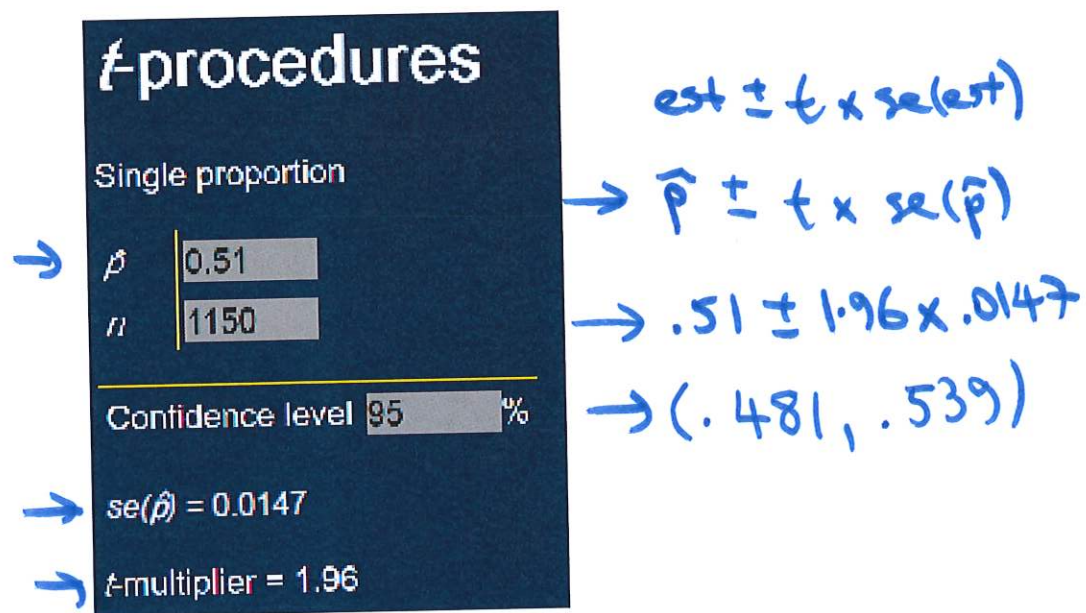 t-procedures
Single proportion
p̂ 0.51
n 1150
Confidence level 95 %
se(p̂) = 0.0147
t-multiplier = 1.96
est ± t x se(est)
→ p̂ ± t x se(p̂)
→ .51 ± 1.96 x .0147
→ (.481, .539)